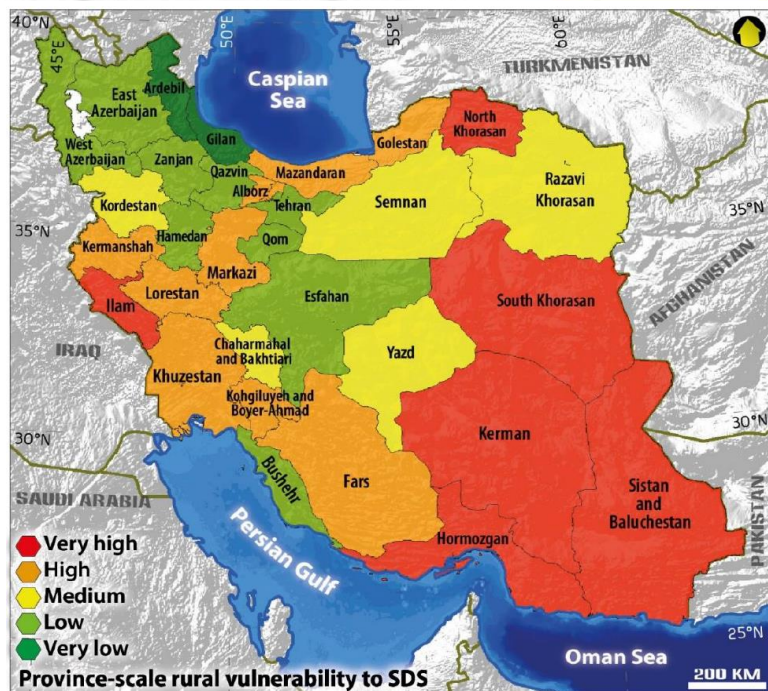 40°N
45°E
50°E
55°E
60°E
TURKMENISTAN
Caspian
Sea
East
Azerbaijan
Ardebil
Gilan
West
Azerbaijan
Zanjan
Qazvin
Alborz
Mazandaran
Golestan
North
Khorasan
Razavi
Khorasan
Semnan
Tehran
Kordestan
35°N
35°N
Hamedan
Qom
Kermanshah
Markazi
Ilam
Lorestan
Esfahan
South Khorasan
AFGHANISTAN
IRAQ
Chaharmahal
and Bakhtiari
Yazd
Khuzestan
Kohgiluyeh and
Boyer-Ahmad
30°N
30°N
Kerman
Fars
Bushehr
Sistan
and
Baluchestan
PAKISTAN
SAUDI ARABIA
Persian Gulf
Hormozgan
Very high
High
Medium
Low
Very low
25°N
Oman Sea
Province-scale rural vulnerability to SDS
200 KM